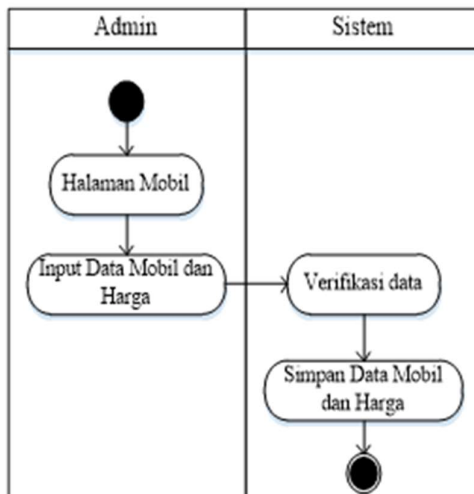 Admin
Sistem
Halaman Mobil
Input Data Mobil dan
Harga
Verifikasi data
Simpan Data Mobil
dan Harga